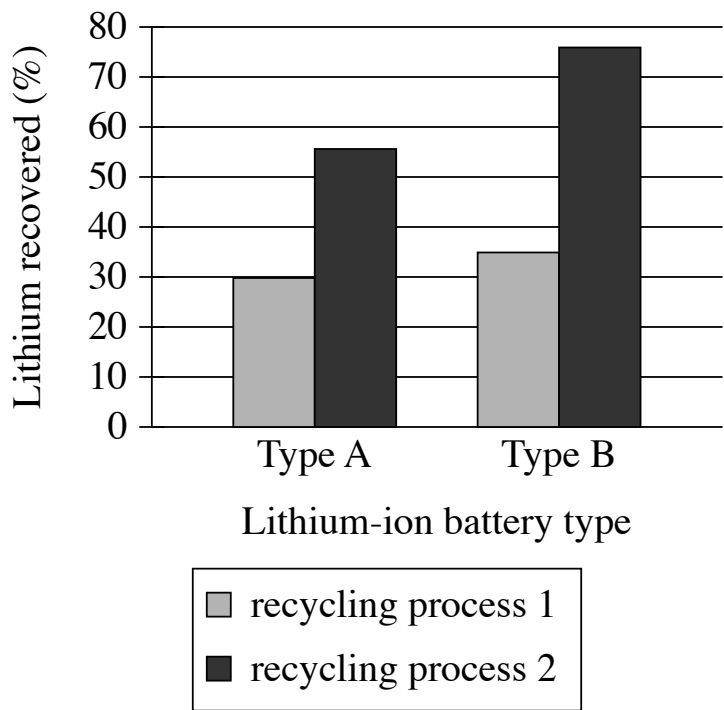 Lithium recovered (%)
80
70
60
50
40
30
20
10
0
Type A
Type B
Lithium-ion battery type
recycling process 1
recycling process 2